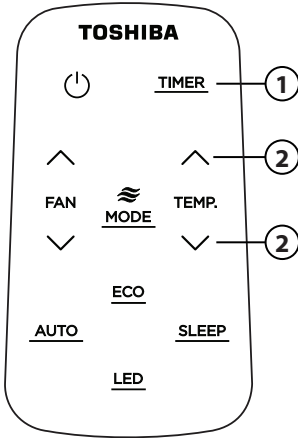 TOSHIBA
TIMER
1
2
FAN
MODE
TEMP.
2
ECO
AUTO
SLEEP
LED